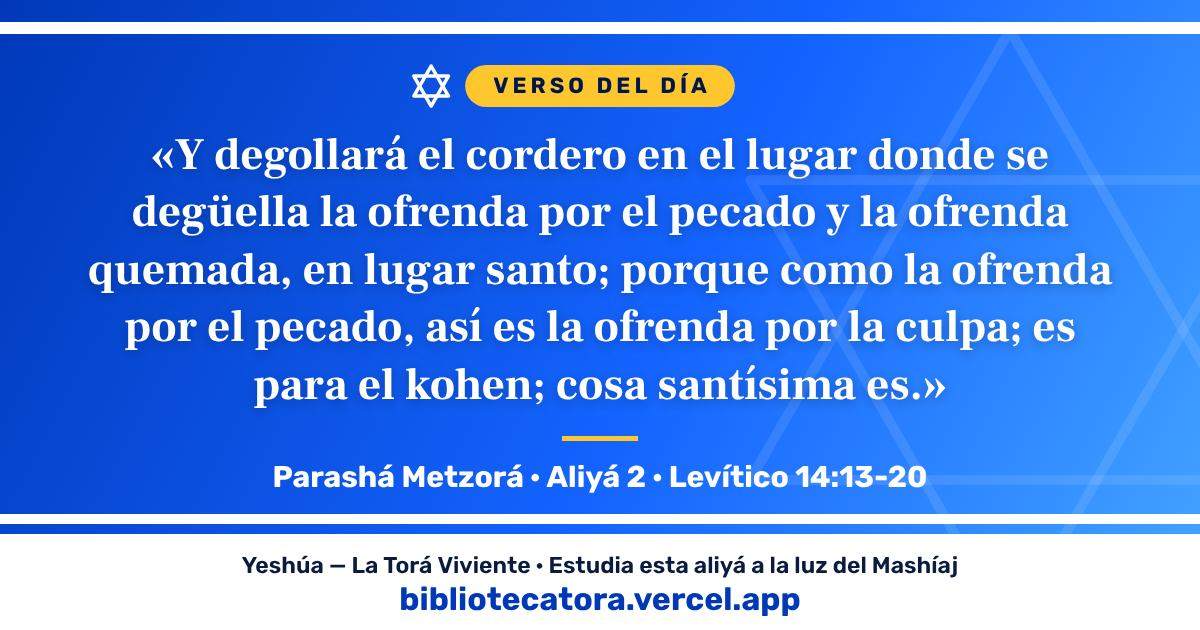 VERSO DEL DÍA
«Y degollará el cordero en el lugar donde se
degüella la ofrenda por el pecado y la ofrenda
quemada, en lugar santo; porque como la ofrenda
por el pecado, así es la ofrenda por la culpa; es
para el kohen; cosa santísima es.»
Parashá Metzorá • Aliyá 2 • Levítico 14:13-20
Yeshúa — La Torá Viviente • Estudia esta aliyá a la luz del Mashíaj
bibliotecatora.vercel.app